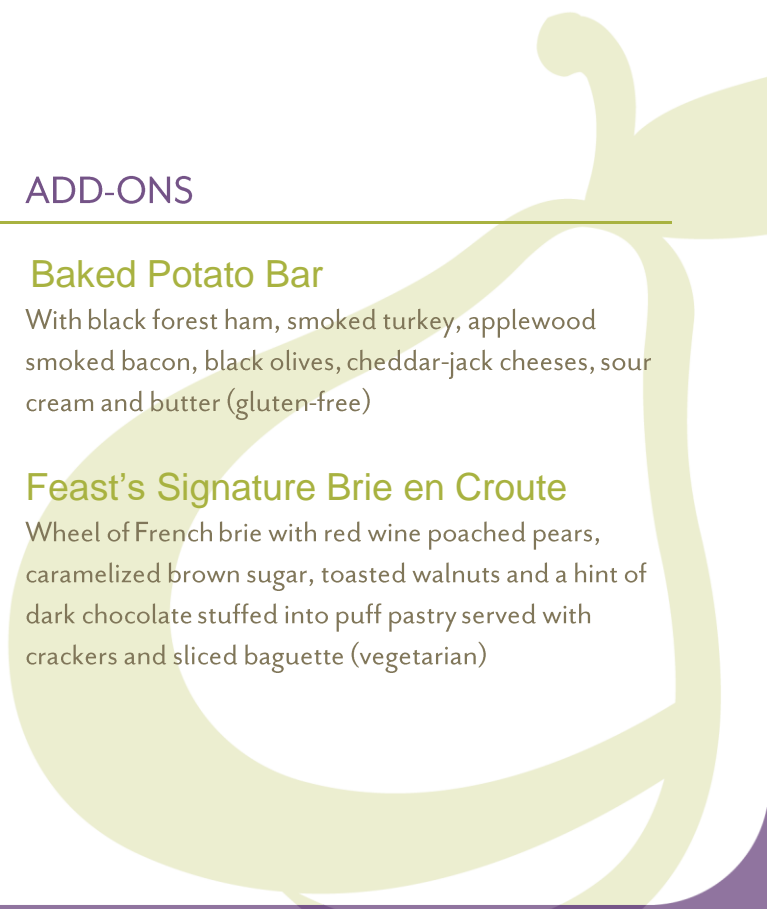 ADD-ONS
Baked Potato Bar
With black forest ham, smoked turkey, applewood
smoked bacon, black olives, cheddar-jack cheeses, sour
cream and butter (gluten-free)
Feast’s Signature Brie en Croute
Wheel of French brie with red wine poached pears,
caramelized brown sugar, toasted walnuts and a hint of
dark chocolate stuffed into puff pastry served with
crackers and sliced baguette (vegetarian)